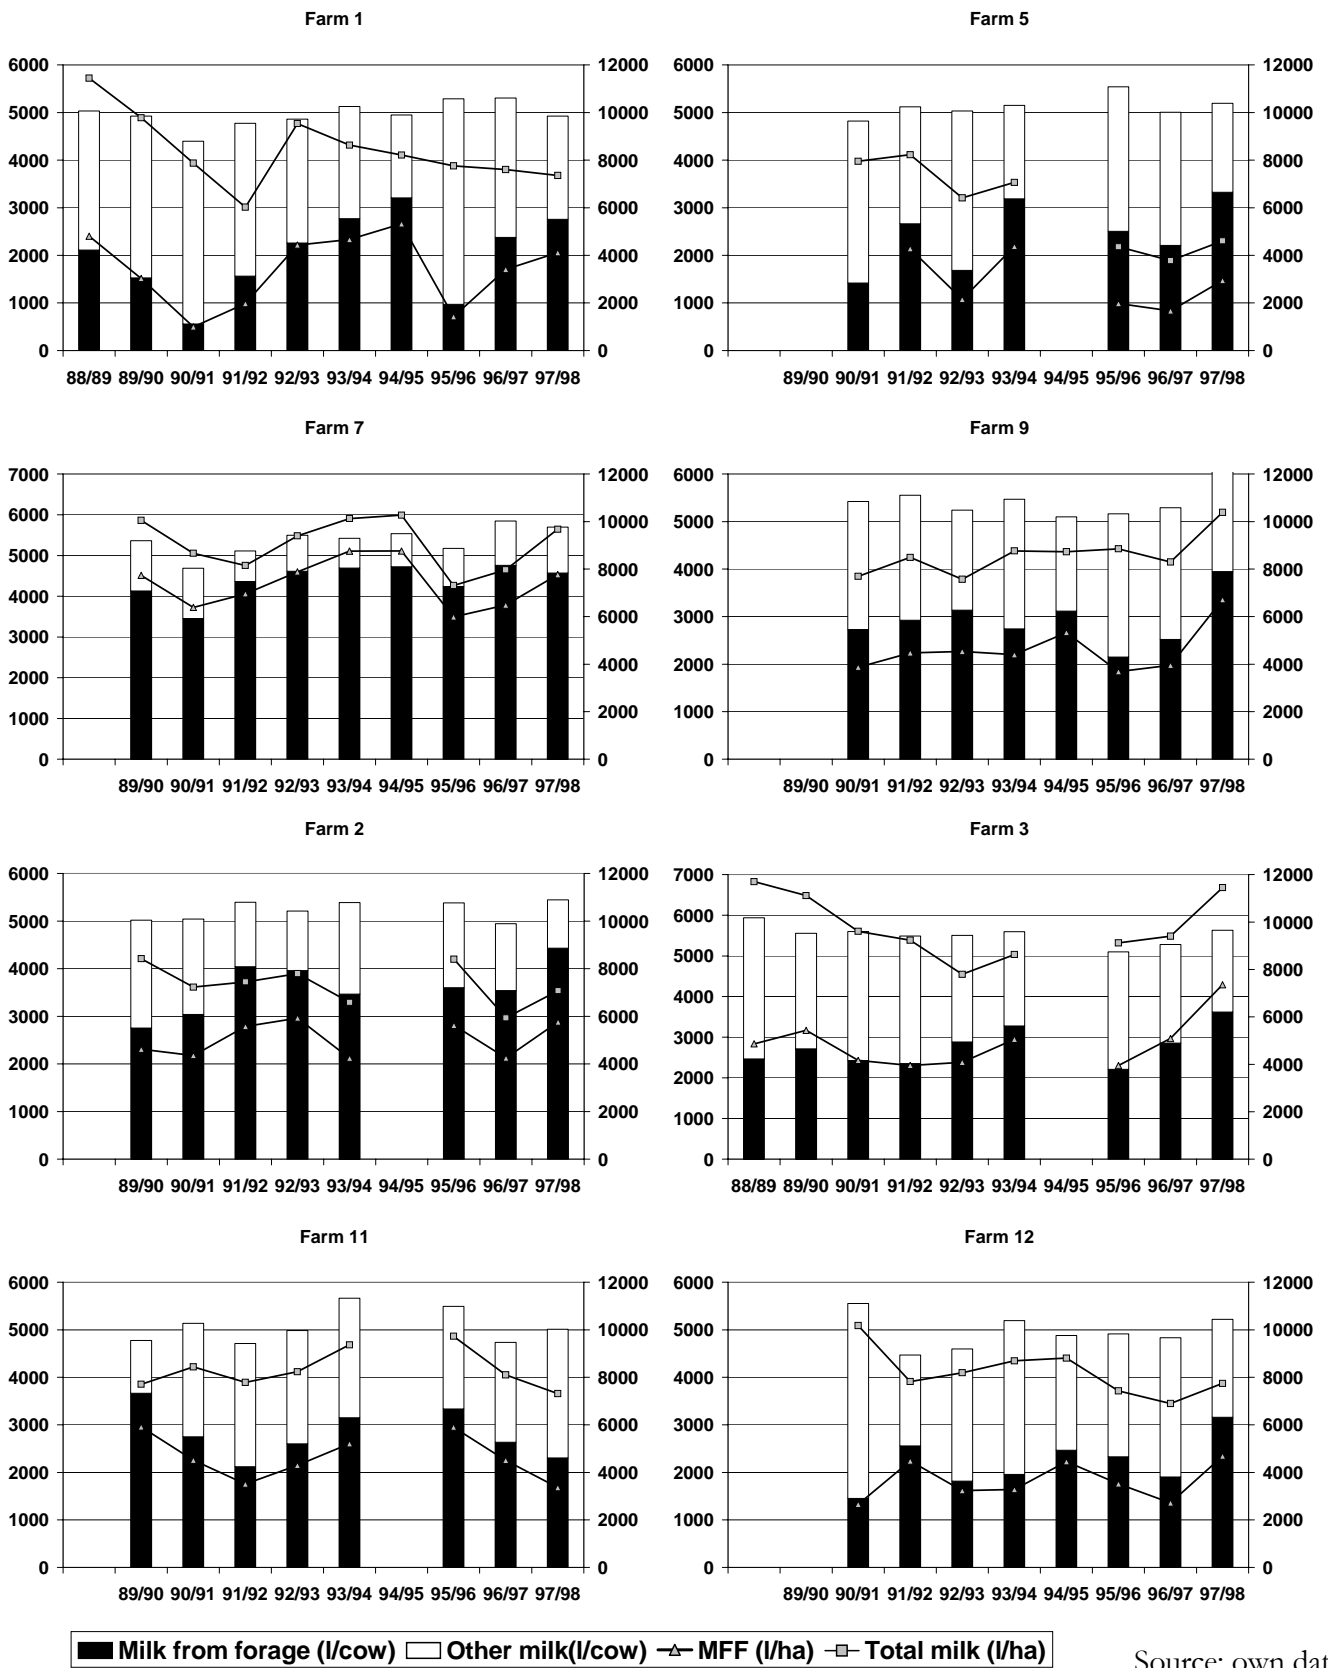 Farm 1 Farm 5
6000 12000 6000 12000
5000 10000 5000 10000
4000 8000 4000 8000
3000 6000 3000 6000
2000 4000 2000 4000
1000 2000 1000 2000
0 0 0 0
88/89 89/90 90/91 91/92 92/93 93/94 94/95 95/96 96/97 97/98 89/90 90/91 91/92 92/93 93/94 94/95 95/96 96/97 97/98
Farm 7 Farm 9
7000 12000 6000 12000
6000 10000 5000 10000
5000 8000 4000 8000
4000 6000 3000 6000
3000 4000 2000 4000
2000 2000 1000 2000
1000 0 0 0
0
89/90 90/91 91/92 92/93 93/94 94/95 95/96 96/97 97/98 89/90 90/91 91/92 92/93 93/94 94/95 95/96 96/97 97/98
Farm 2 Farm 3
6000 12000 7000 12000
5000 10000 6000 10000
4000 8000 5000 8000
3000 6000 4000 6000
2000 4000 3000 4000
1000 2000 2000 2000
0 0 1000 0
0
89/90 90/91 91/92 92/93 93/94 94/95 95/96 96/97 97/98 88/89 89/90 90/91 91/92 92/93 93/94 94/95 95/96 96/97 97/98
Farm 11 Farm 12
6000 12000 6000 12000
5000 10000 5000 10000
4000 8000 4000 8000
3000 6000 3000 6000
2000 4000 2000 4000
1000 2000 1000 2000
0 0 0 0
89/90 90/91 91/92 92/93 93/94 94/95 95/96 96/97 97/98 89/90 90/91 91/92 92/93 93/94 94/95 95/96 96/97 97/98
Milk from forage (l/cow) Other milk(l/cow) MFF (l/ha) Total milk (l/ha)
Source: own dat